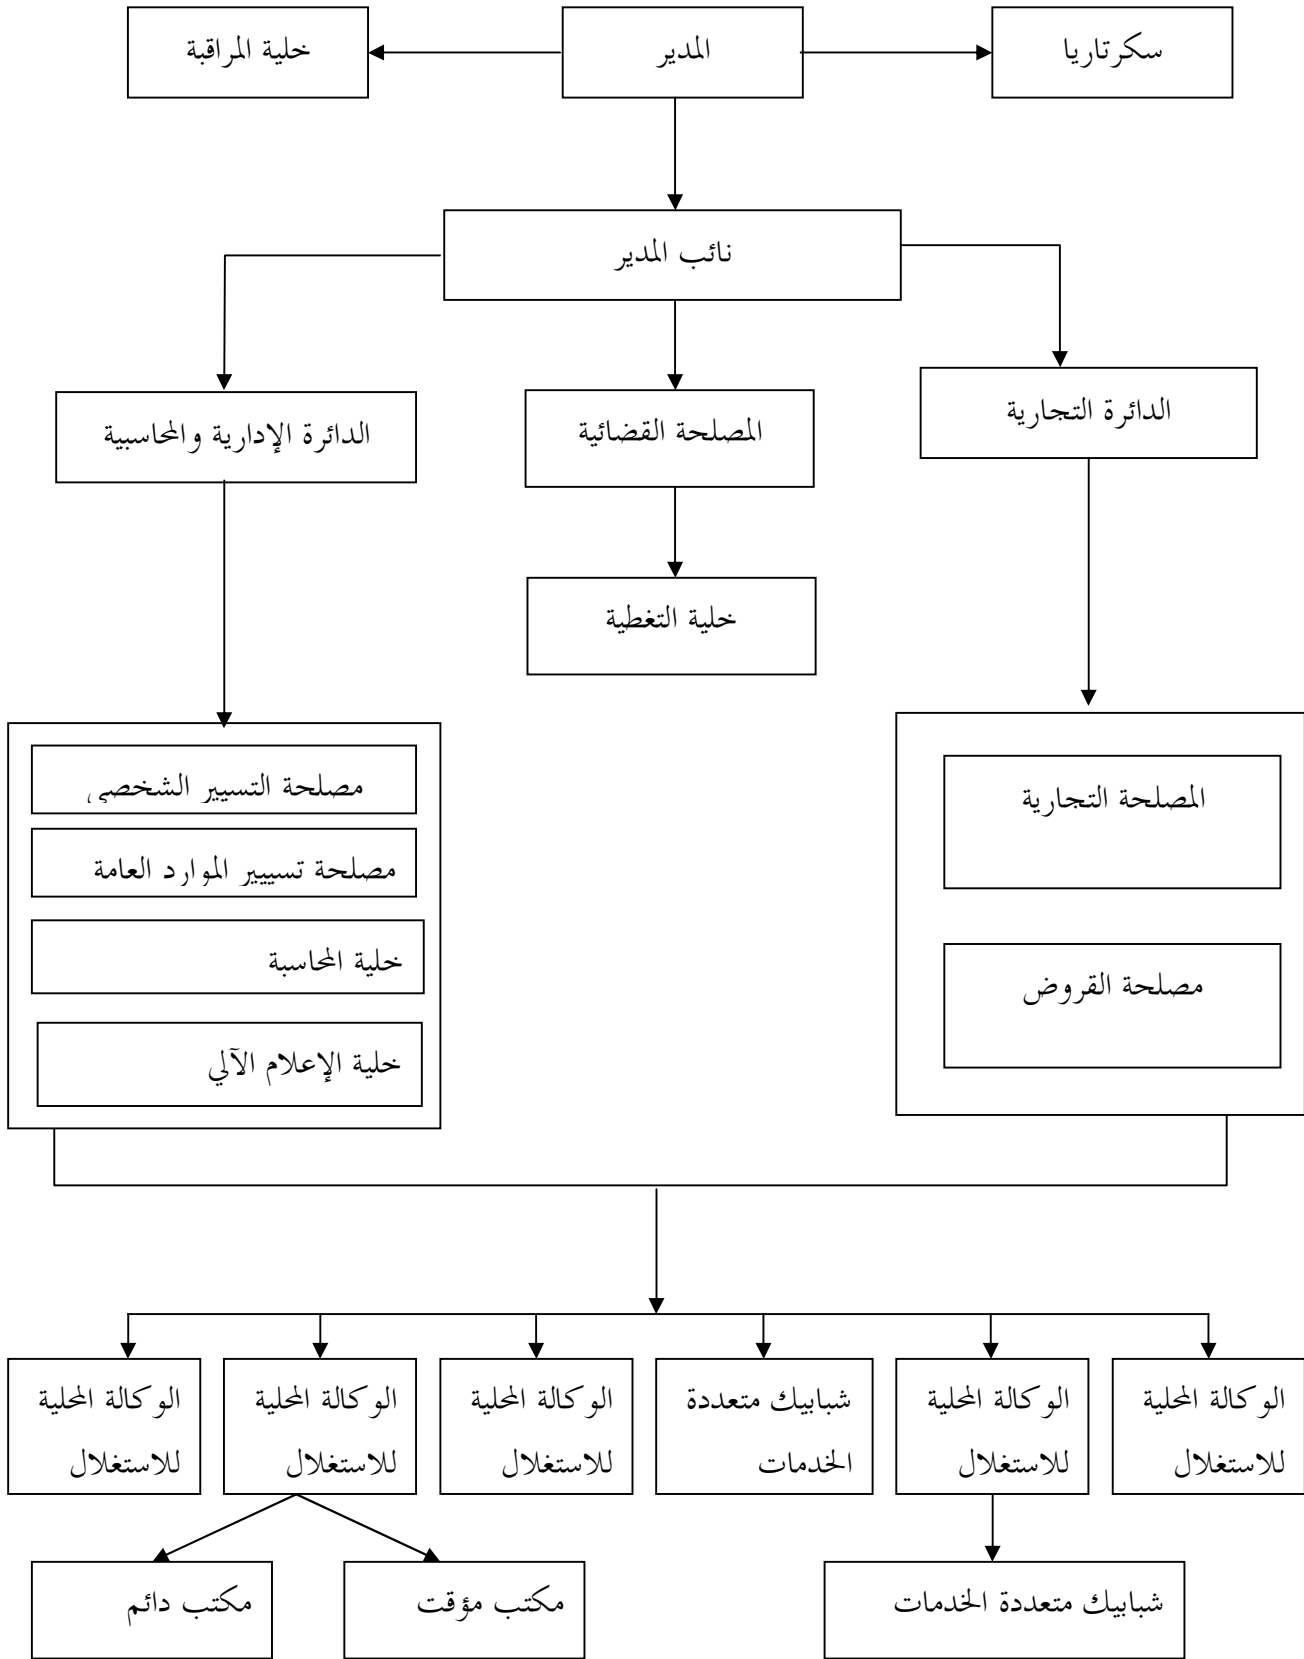 سكرتاريا
المدير
خلية المراقبة
نائب المدير
الدائرة التجارية
المصلحة القضائية
الدائرة الإدارية والمحاسبية
خلية التغطية
المصلحة التجارية
مصلحة القروض
مصلحة التسيير الشخصي
مصلحة تسييير الموارد العامة
خلية المحاسبة
خلية الإعلام الآلي
الوكالة المحلية
للاستغلال
الوكالة المحلية
للاستغلال
شبابيك متعددة
الخدمات
الوكالة المحلية
للاستغلال
الوكالة المحلية
للاستغلال
الوكالة المحلية
للاستغلال
شبابيك متعددة الخدمات
مكتب مؤقت
مكتب دائم